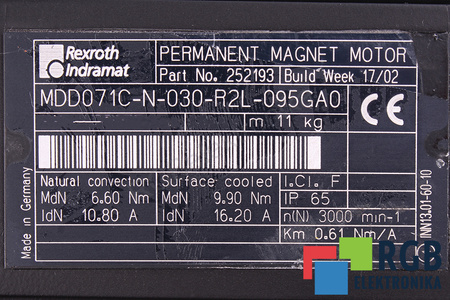 Rexroth
Indramat
PERMANENT MAGNET MOTOR
Part No. 252193 Build Week 17/02
MDD071C-N-030-R2L-095GA0
m 11 kg
CE
Natural convection
MdN 6.60 Nm
IdN 10.80 A
Surface cooled
MdN 9.90 Nm
IdN 16.20 A
I.Cl. F
IP 65
n(N) 3000 min-1
Km 0.61 Nm/A
Made in Germany
INN13.01-60-10
RGB
ELEKTRONIKA